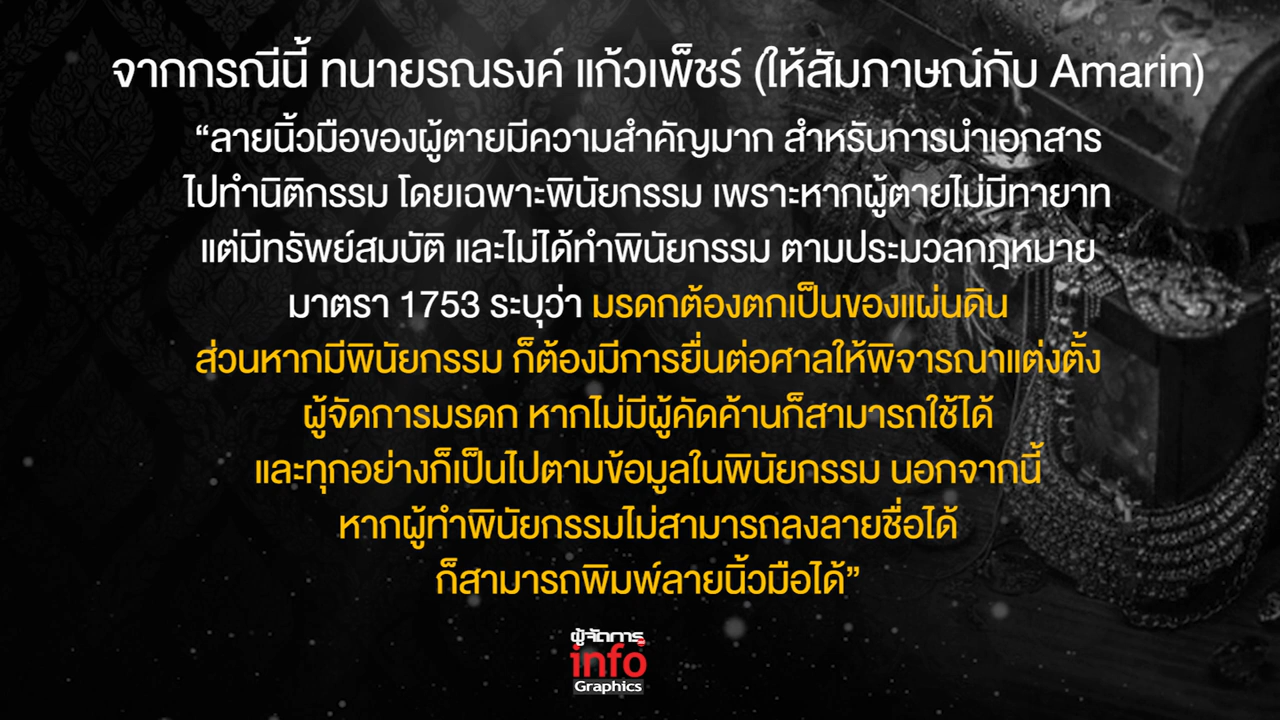 จากกรณีนี้ ทนายรณรงค์ แก้วเพ็ชร์ (ให้สัมภาษณ์กับ Amarin)
“ลายนิ้วมือของผู้ตายมีความสำคัญมาก สำหรับการนำเอกสาร
ไปทำนิติกรรม โดยเฉพาะพินัยกรรม เพราะหากผู้ตายไม่มีทายาท
แต่มีทรัพย์สมบัติ และไม่ได้ทำพินัยกรรม ตามประมวลกฎหมาย
มาตรา 1753 ระบุว่า มรดกต้องตกเป็นของแผ่นดิน
ส่วนหากมีพินัยกรรม ก็ต้องมีการยื่นต่อศาลให้พิจารณาแต่งตั้ง
ผู้จัดการมรดก หากไม่มีผู้คัดค้านก็สามารถใช้ได้
และทุกอย่างก็เป็นไปตามข้อมูลในพินัยกรรม นอกจากนี้
หากผู้ทำพินัยกรรมไม่สามารถลงลายชื่อได้
ก็สามารถพิมพ์ลายนิ้วมือได้”
ผู้จัดการ
info
Graphics